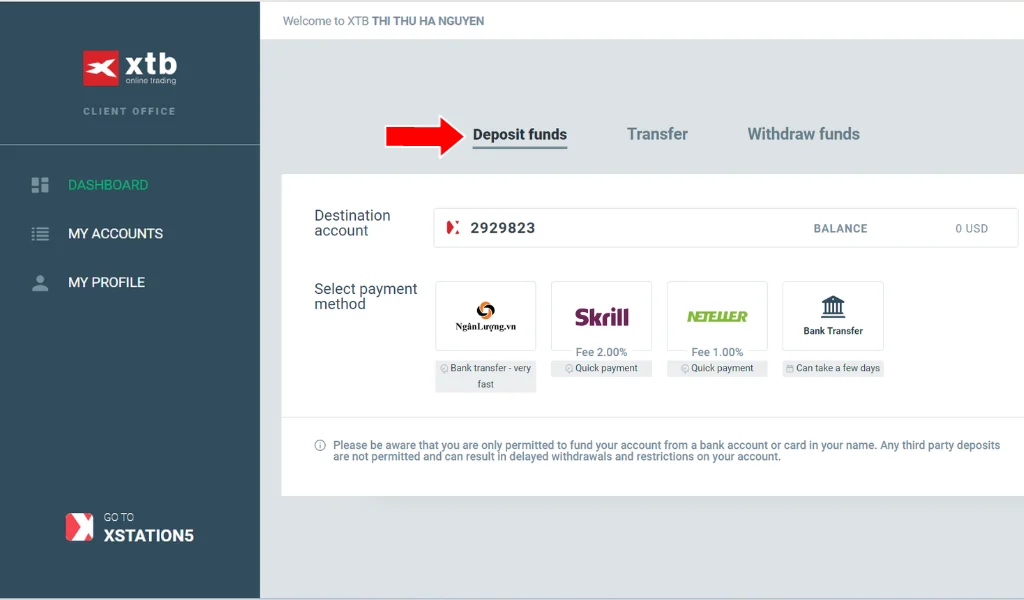 Welcome to XTB THI THU HA NGUYEN
xtb
online trading
CLIENT OFFICE
DASHBOARD
MY ACCOUNTS
MY PROFILE
GO TO
XSTATION5
Deposit funds
Transfer
Withdraw funds
Destination
account
2929823
BALANCE
0 USD
Select payment
method
NgânLượng.vn
Bank transfer - very
fast
Skrill
Fee 2.00%
Quick payment
NETELLER
Fee 1.00%
Quick payment
Bank Transfer
Can take a few days
Please be aware that you are only permitted to fund your account from a bank account or card in your name. Any third party deposits
are not permitted and can result in delayed withdrawals and restrictions on your account.